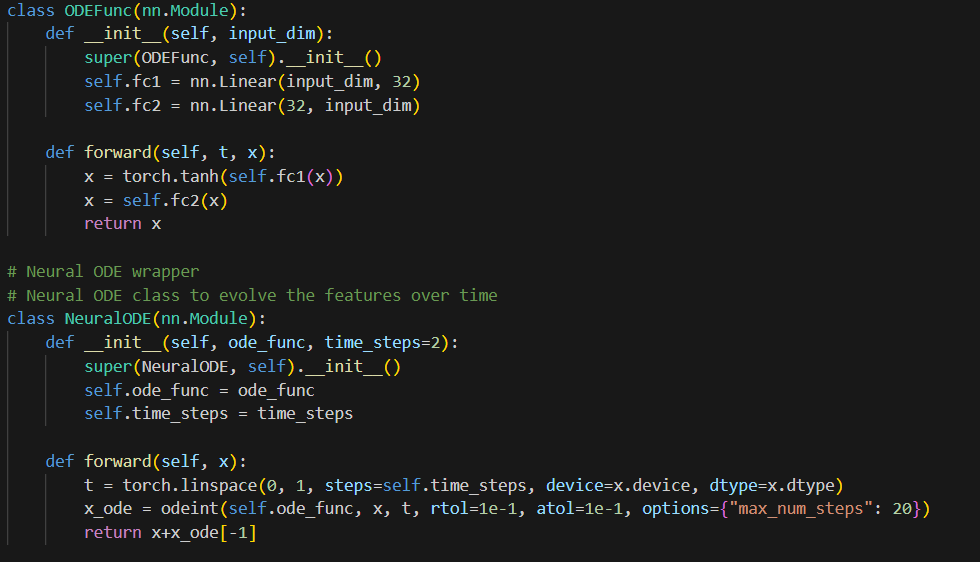 class ODEFunc(nn.Module):
    def __init__(self, input_dim):
        super(ODEFunc, self).__init__()
        self.fc1 = nn.Linear(input_dim, 32)
        self.fc2 = nn.Linear(32, input_dim)

    def forward(self, t, x):
        x = torch.tanh(self.fc1(x))
        x = self.fc2(x)
        return x

# Neural ODE wrapper
# Neural ODE class to evolve the features over time
class NeuralODE(nn.Module):
    def __init__(self, ode_func, time_steps=2):
        super(NeuralODE, self).__init__()
        self.ode_func = ode_func
        self.time_steps = time_steps

    def forward(self, x):
        t = torch.linspace(0, 1, steps=self.time_steps, device=x.device, dtype=x.dtype)
        x_ode = odeint(self.ode_func, x, t, rtol=1e-1, atol=1e-1, options={"max_num_steps": 20})
        return x+x_ode[-1]